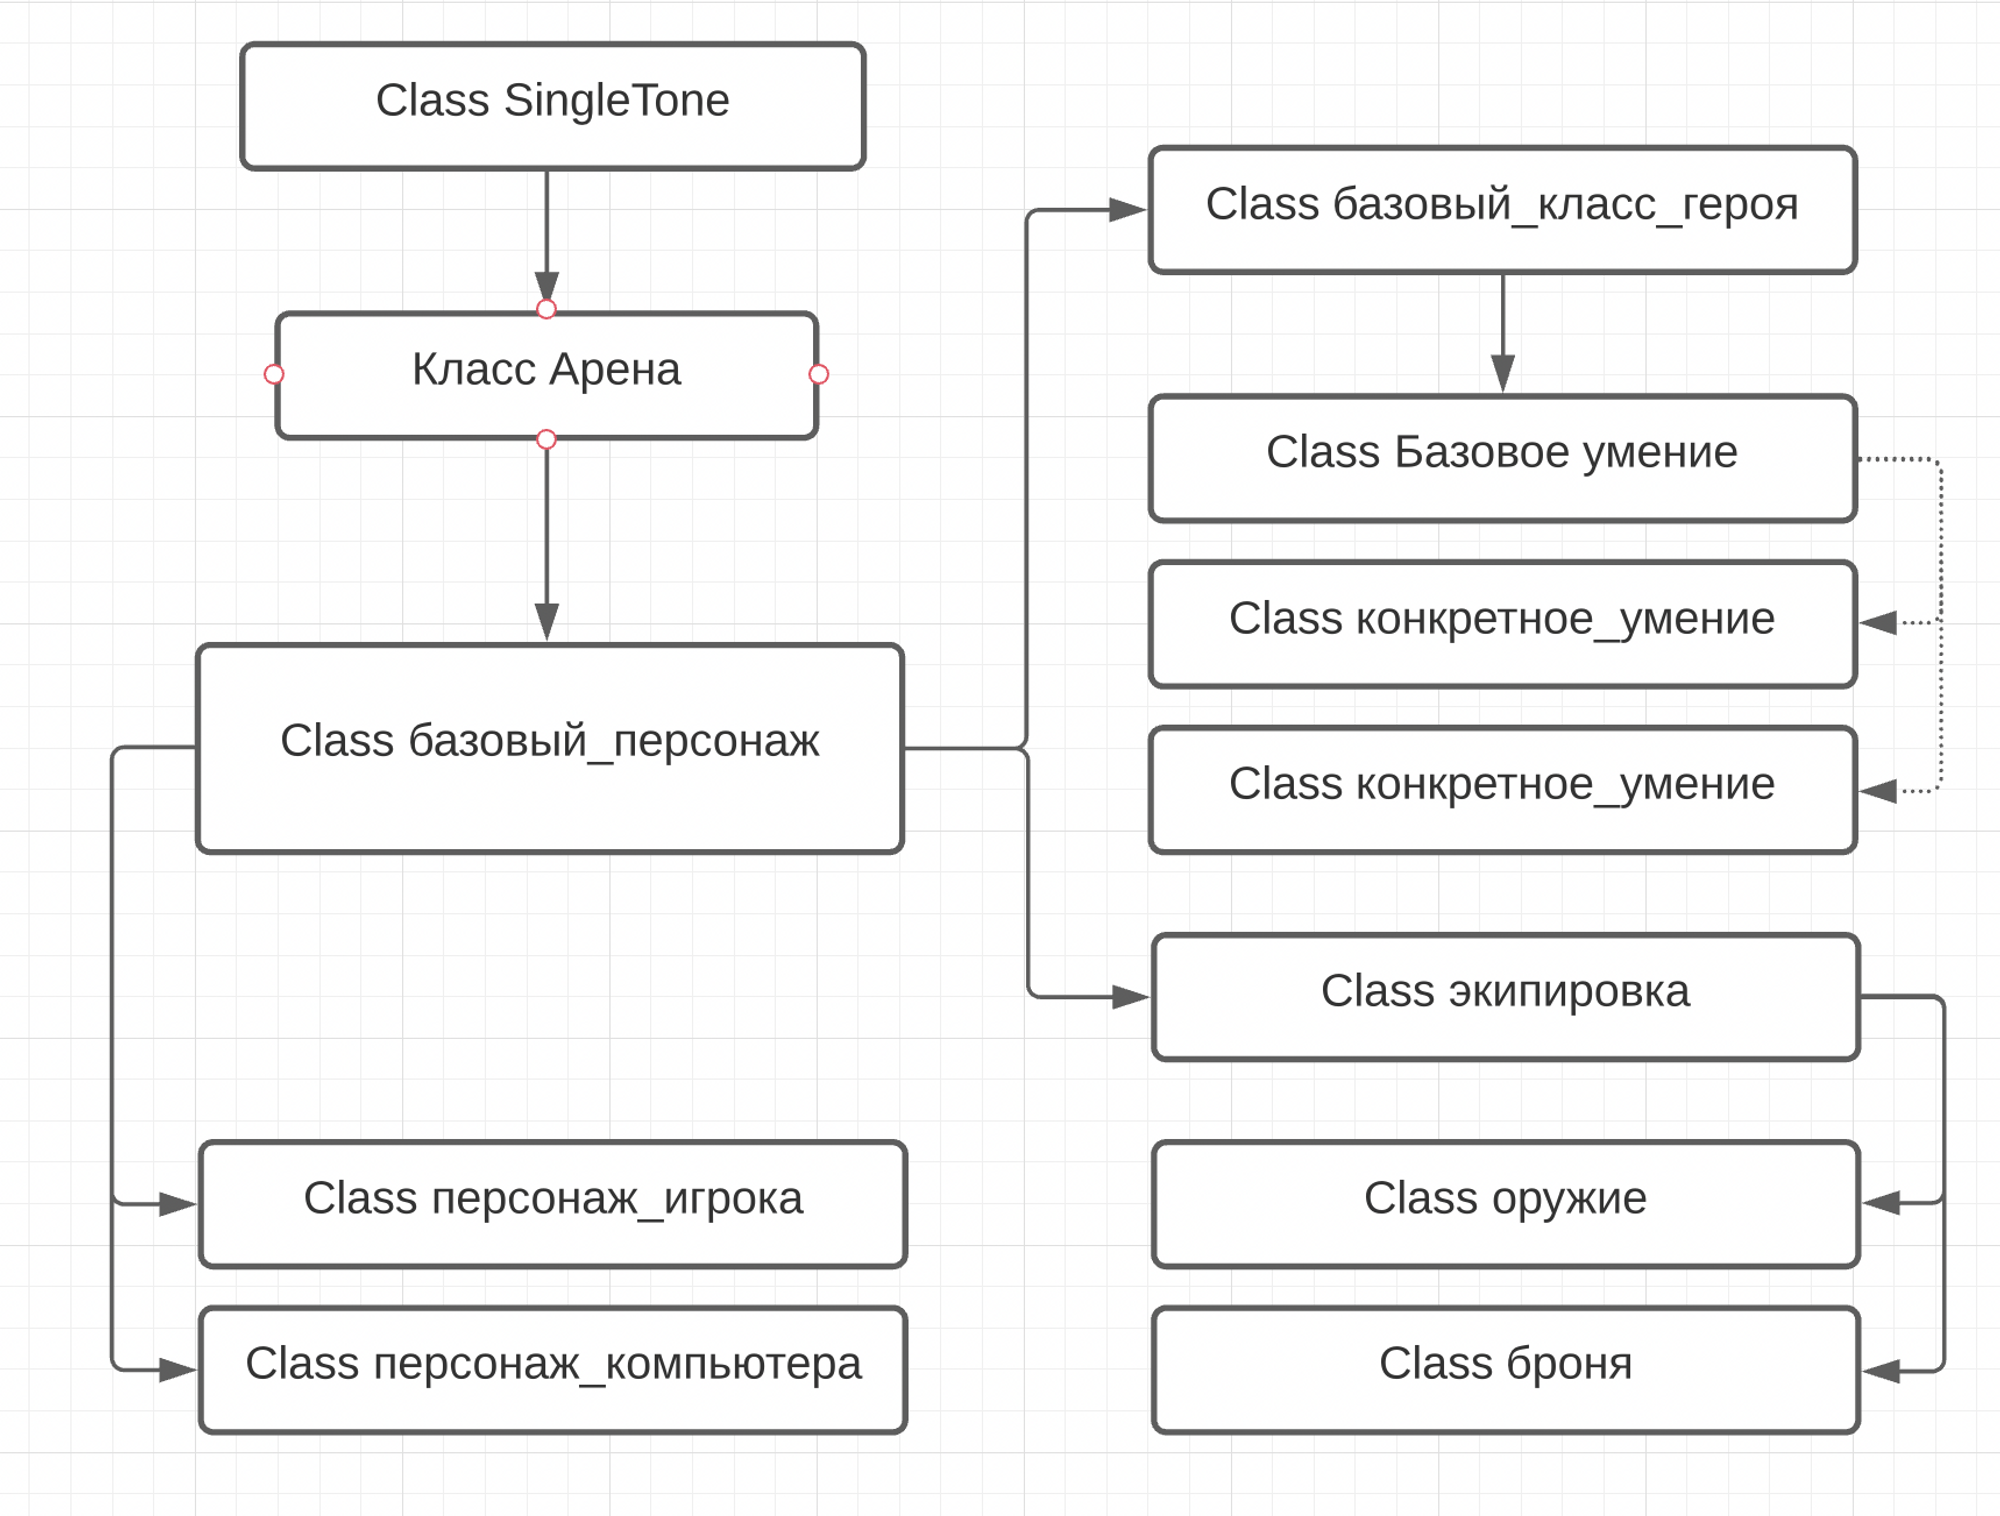 Class SingleTone
Класс Арена
Class базовый_персонаж
Class персонаж_игрока
Class персонаж_компьютера
Class базовый_класс_героя
Class Базовое умение
Class конкретное_умение
Class конкретное_умение
Class экипировка
Class оружие
Class броня